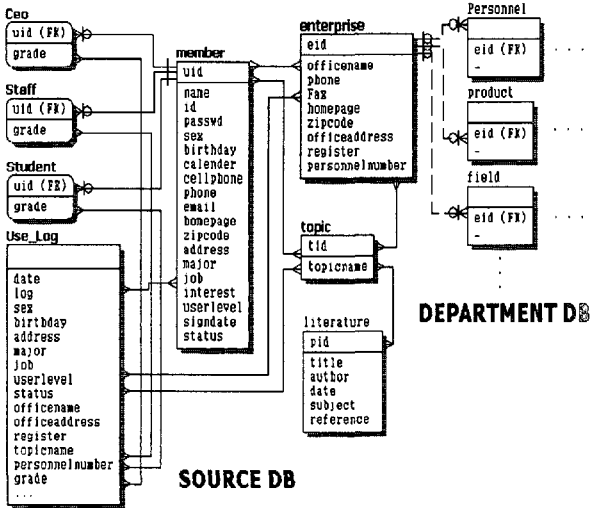 Ceo
uid (FK)
grade
Staff
uid (FK)
grade
Student
uid (FK)
grade
Use_Log
date
log
sex
birthday
address
major
job
userlevel
status
officename
officeaddress
register
topicname
personnelnumber
grade
...
member
uid
name
id
passwd
sex
birthday
calender
cellphone
phone
email
homepage
zipcode
address
major
job
interest
userlevel
signdate
status
SOURCE DB
enterprise
eid
officename
phone
Fax
homepage
zipcode
officeaddress
register
personnelnumber
topic
tid
topicname
literature
pid
title
author
date
subject
reference
Personnel
eid (FK)
product
eid (FK)
field
eid (FK)
DEPARTMENT DB